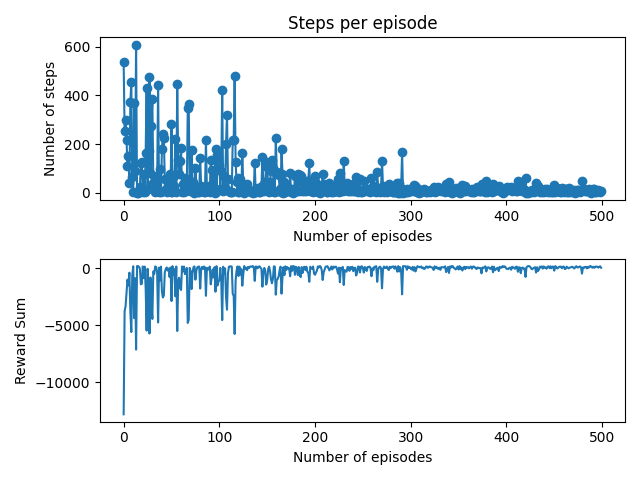 Steps per episode
Number of steps
600
400
200
0
0 100 200 300 400 500
Number of episodes
Reward Sum
0
−5000
−10000
0 100 200 300 400 500
Number of episodes